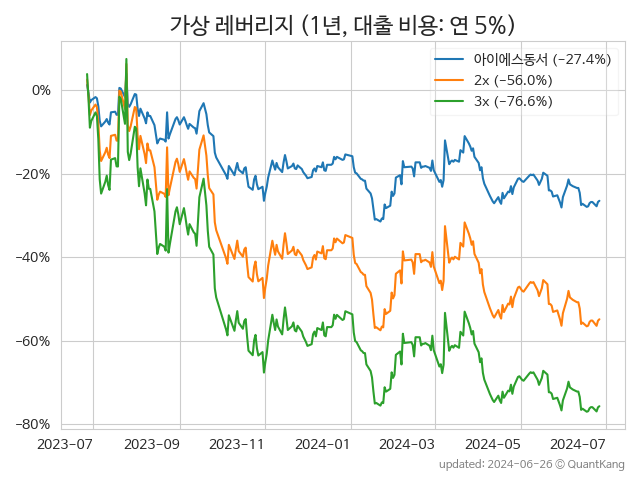 가상 레버리지 (1년, 대출 비용: 연 5%)
아이에스동서 (-27.4%)
2x (-56.0%)
3x (-76.6%)
0%
-20%
-40%
-60%
-80%
2023-07 2023-09 2023-11 2024-01 2024-03 2024-05 2024-07
updated: 2024-06-26 © QuantKang